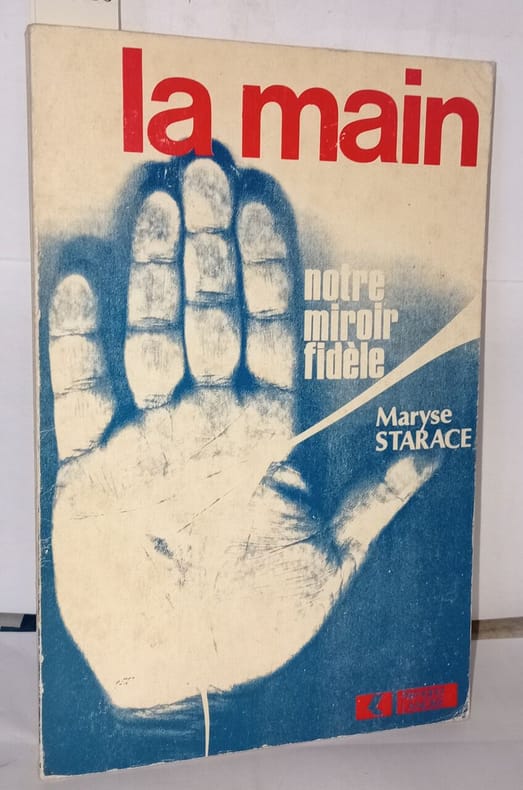 la main
notre
miroir
fidèle
Maryse
STARACE